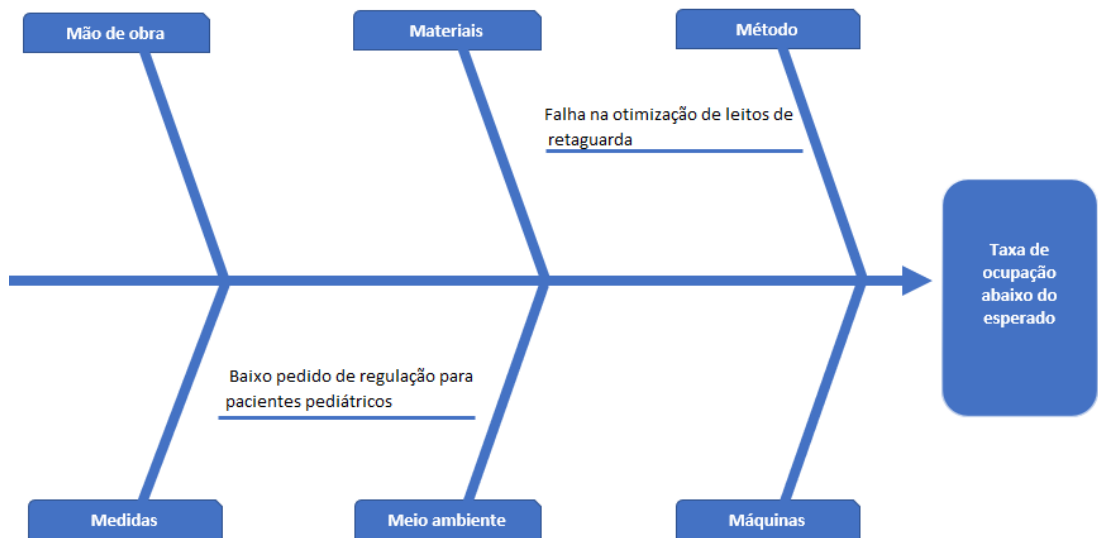 Mão de obra
Materiais
Método
Falha na otimização de leitos de
retaguarda
Taxa de
ocupação
abaixo do
esperado
Baixo pedido de regulação para
pacientes pediátricos
Medidas
Meio ambiente
Máquinas